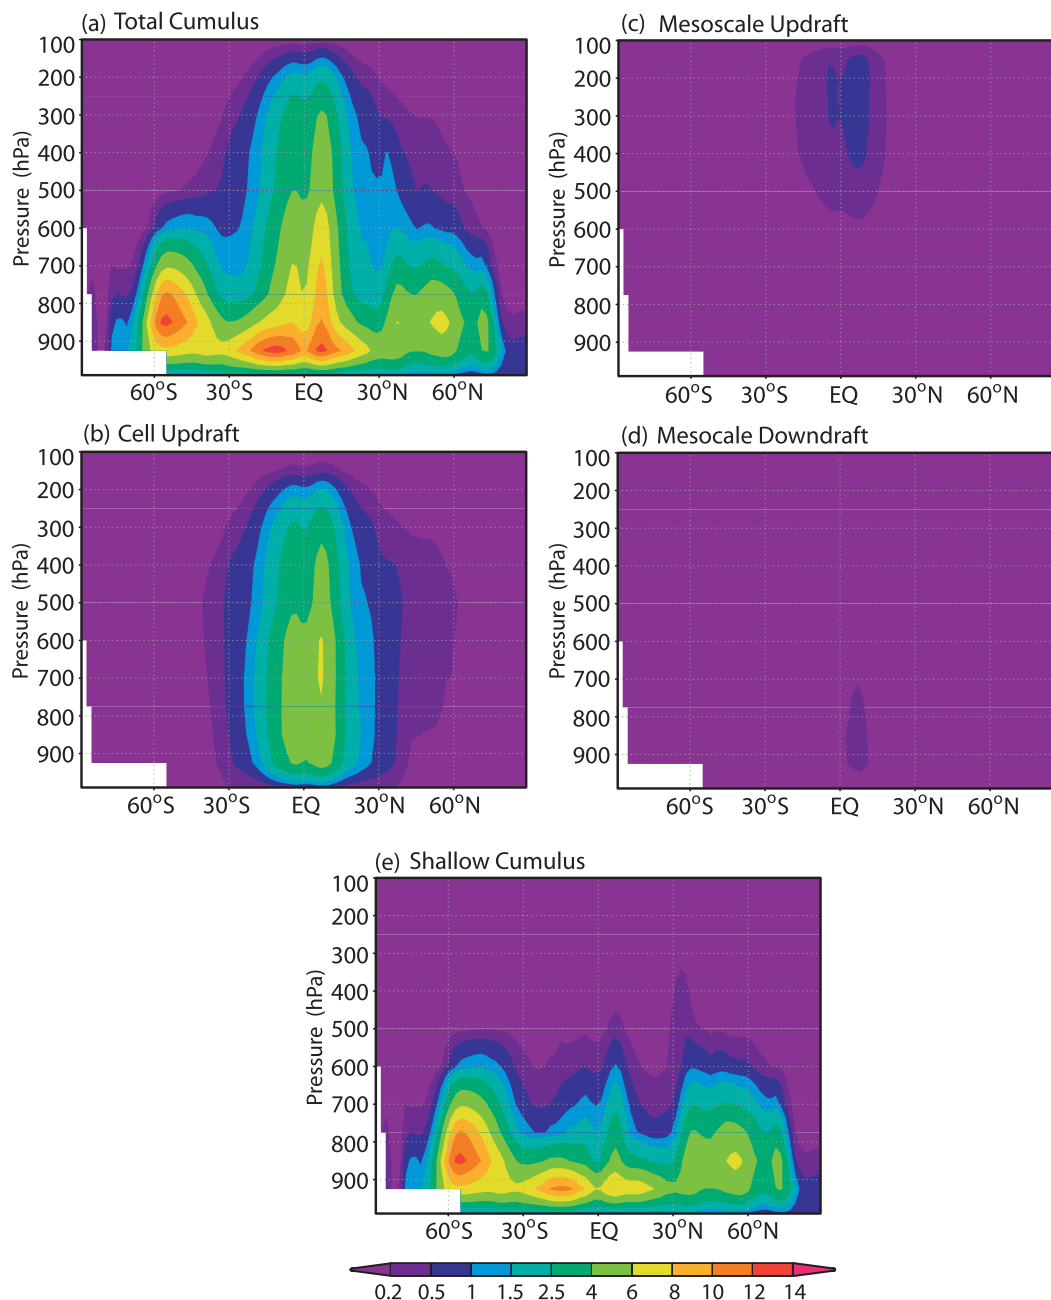 (a) Total Cumulus
Pressure (hPa)
100
200
300
400
500
600
700
800
900
60°S 30°S EQ 30°N 60°N
(c) Mesoscale Updraft
Pressure (hPa)
100
200
300
400
500
600
700
800
900
60°S 30°S EQ 30°N 60°N
(b) Cell Updraft
Pressure (hPa)
100
200
300
400
500
600
700
800
900
60°S 30°S EQ 30°N 60°N
(d) Mesocale Downdraft
Pressure (hPa)
100
200
300
400
500
600
700
800
900
60°S 30°S EQ 30°N 60°N
(e) Shallow Cumulus
Pressure (hPa)
100
200
300
400
500
600
700
800
900
60°S 30°S EQ 30°N 60°N
0.2 0.5 1 1.5 2.5 4 6 8 10 12 14